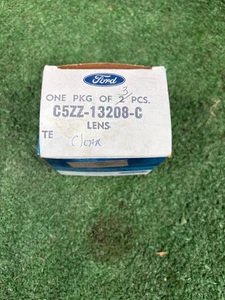 Ford
ONE PKG OF 2 PCS.
3/
C5ZZ-13208-C
LENS
TE
Clear